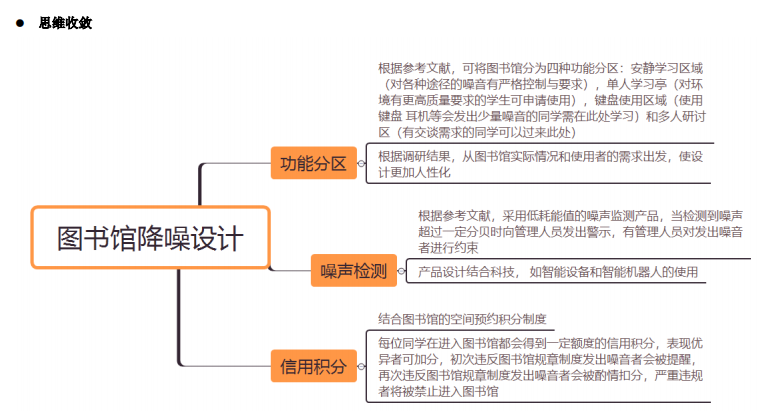 ● 思维收敛
图书馆降噪设计
功能分区
根据参考文献，可将图书馆分为四种功能分区：安静学习区域
（对各种途径的噪音有严格控制与要求），单人学习亭（对环
境有更高质量要求的学生可申请使用），键盘使用区域（使用
键盘 耳机等会发出少量噪音的同学需在此处学习）和多人研讨
区（有交谈需求的同学可以过来此处）
根据调研结果，从图书馆实际情况和使用者的需求出发，使设
计更加人性化
噪声检测
根据参考文献，采用低耗能值的噪声监测产品，当检测到噪声
超过一定分贝时向管理人员发出警示，有管理人员对发出噪音
者进行约束
产品设计结合科技， 如智能设备和智能机器人的使用
信用积分
结合图书馆的空间预约积分制度
每位同学在进入图书馆都会得到一定额度的信用积分，表现优
异者可加分，初次违反图书馆规章制度发出噪音者会被提醒，
再次违反图书馆规章制度发出噪音者会被酌情扣分，严重违规
者将被禁止进入图书馆